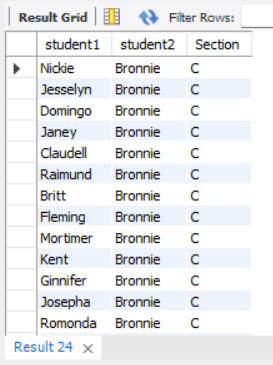 Result Grid Filter Rows:
student1 student2 Section
Nickie Bronnie C
Jesselyn Bronnie C
Domingo Bronnie C
Janey Bronnie C
Claudell Bronnie C
Raimund Bronnie C
Britt Bronnie C
Fleming Bronnie C
Mortimer Bronnie C
Kent Bronnie C
Ginnifer Bronnie C
Josepha Bronnie C
Romonda Bronnie C
Result 24 ×